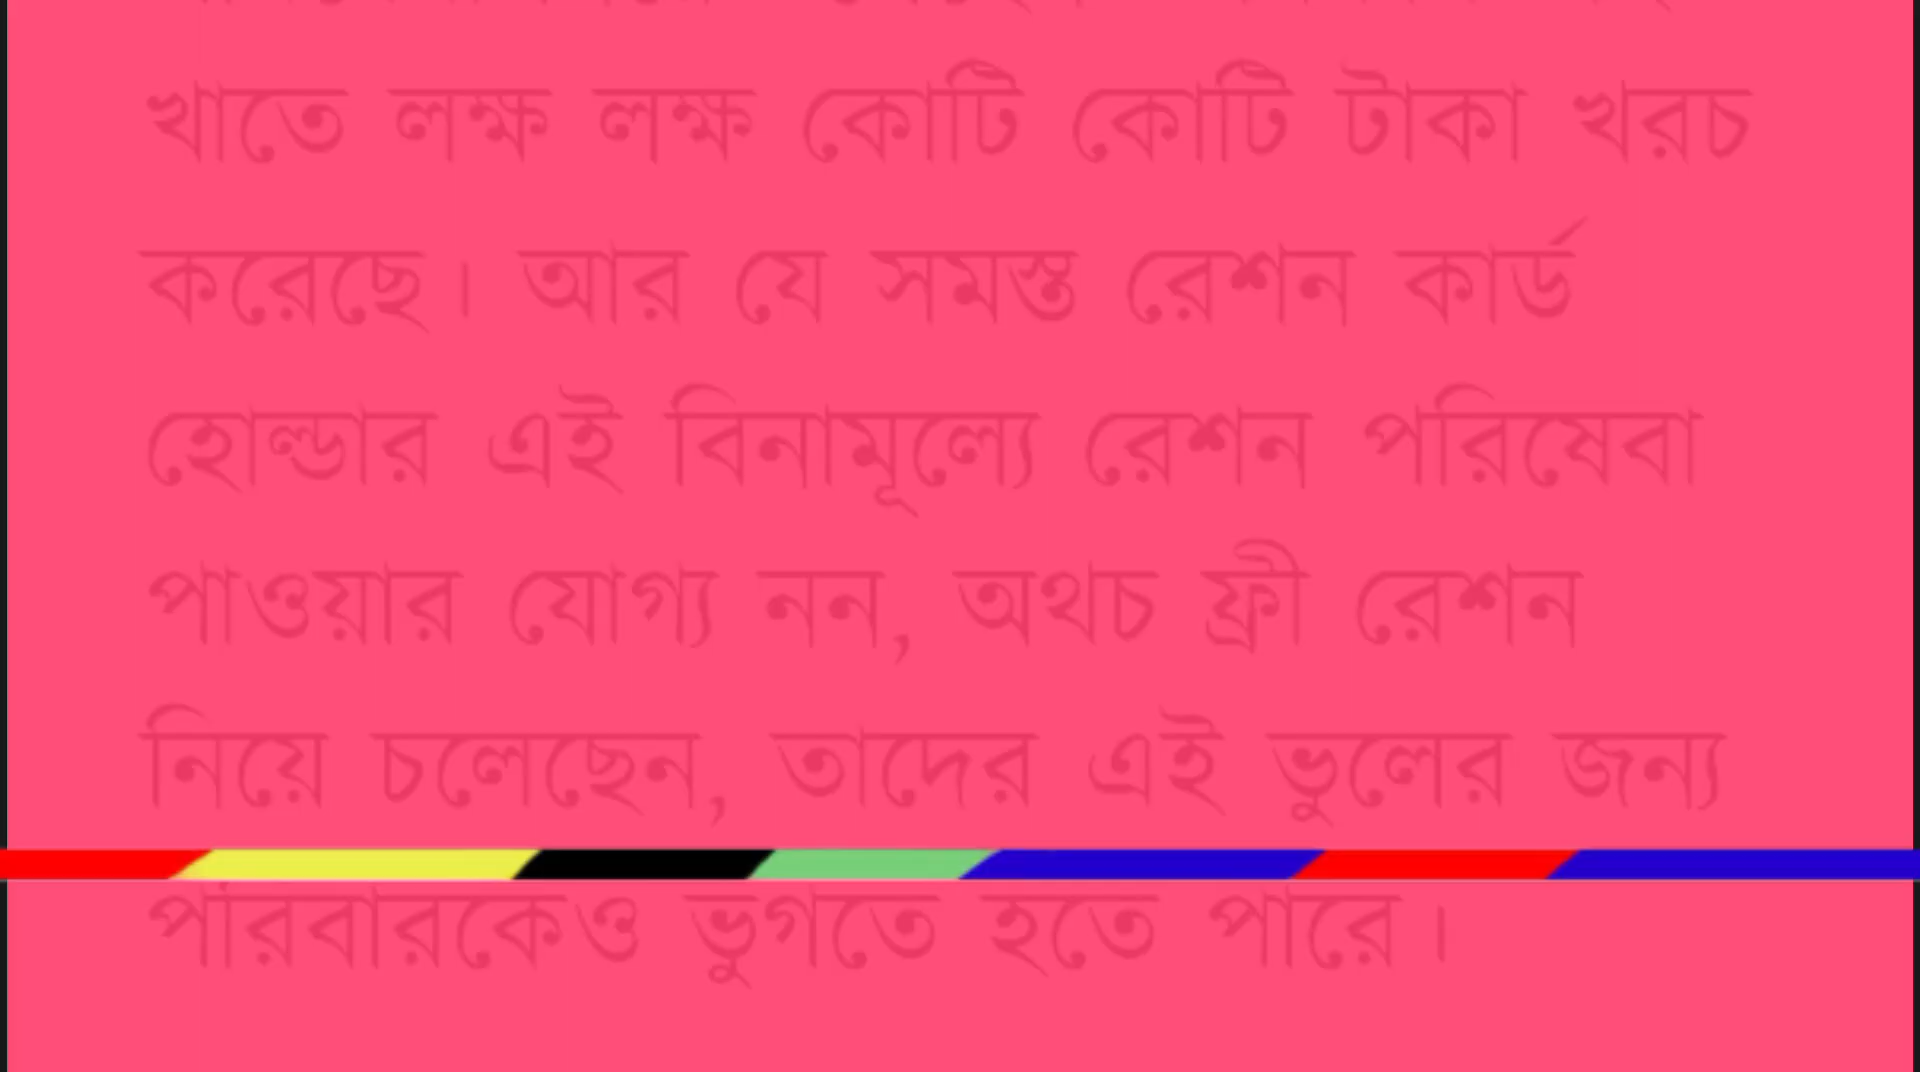 খাতে লক্ষ লক্ষ কোটি কোটি টাকা খরচ
করেছে। আর যে সমস্ত রেশন কার্ড
হোল্ডার এই বিনামূল্যে রেশন পরিষেবা
পাওয়ার যোগ্য নন, অথচ ফ্রী রেশন
নিয়ে চলেছেন, তাদের এই ভুলের জন্য
পরিবারকেও ভুগতে হতে পারে।